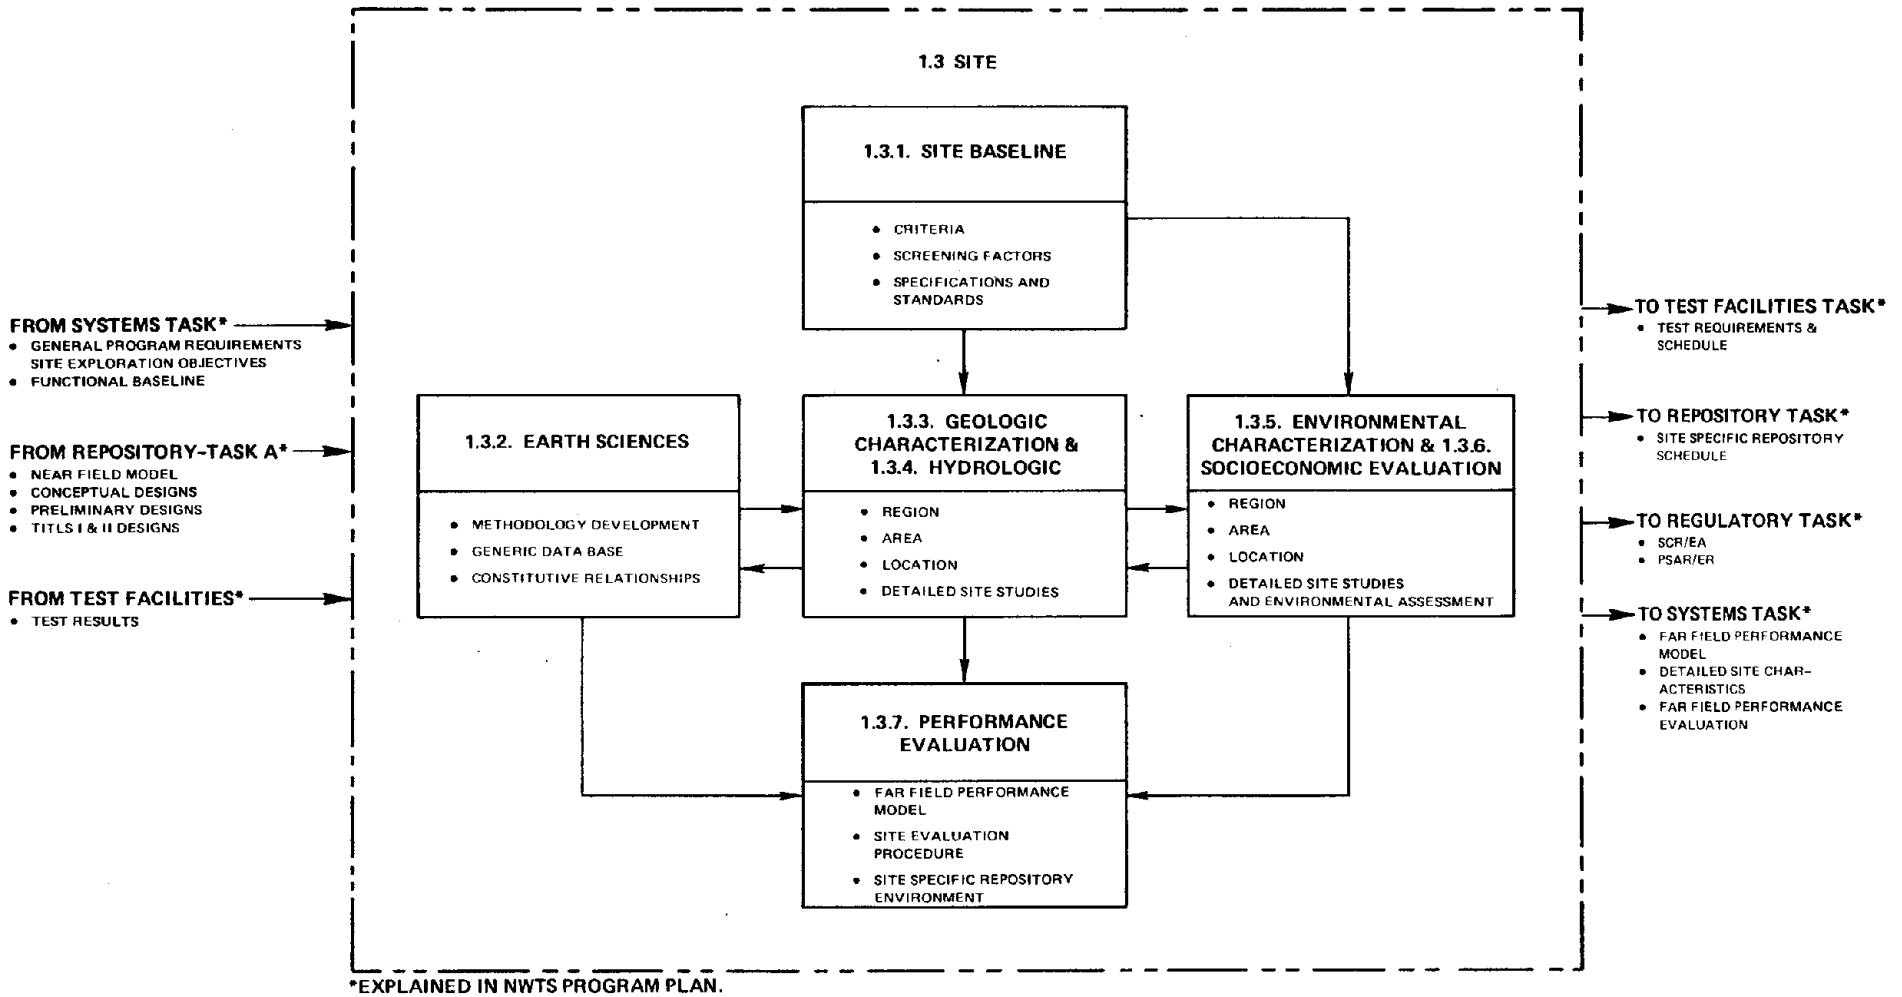 1.3 SITE
1.3.1. SITE BASELINE
• CRITERIA
• SCREENING FACTORS
• SPECIFICATIONS AND
STANDARDS
FROM SYSTEMS TASK*
• GENERAL PROGRAM REQUIREMENTS
SITE EXPLORATION OBJECTIVES
• FUNCTIONAL BASELINE
FROM REPOSITORY-TASK A*
• NEAR FIELD MODEL
• CONCEPTUAL DESIGNS
• PRELIMINARY DESIGNS
• TITLS I & II DESIGNS
FROM TEST FACILITIES*
• TEST RESULTS
1.3.2. EARTH SCIENCES
• METHODOLOGY DEVELOPMENT
• GENERIC DATA BASE
• CONSTITUTIVE RELATIONSHIPS
1.3.3. GEOLOGIC
CHARACTERIZATION &
1.3.4. HYDROLOGIC
• REGION
• AREA
• LOCATION
• DETAILED SITE STUDIES
1.3.5. ENVIRONMENTAL
CHARACTERIZATION & 1.3.6.
SOCIOECONOMIC EVALUATION
• REGION
• AREA
• LOCATION
• DETAILED SITE STUDIES
AND ENVIRONMENTAL ASSESSMENT
1.3.7. PERFORMANCE
EVALUATION
• FAR FIELD PERFORMANCE
MODEL
• SITE EVALUATION
PROCEDURE
• SITE SPECIFIC REPOSITORY
ENVIRONMENT
TO TEST FACILITIES TASK*
• TEST REQUIREMENTS &
SCHEDULE
TO REPOSITORY TASK*
• SITE SPECIFIC REPOSITORY
SCHEDULE
TO REGULATORY TASK*
• SCR/EA
• PSAR/ER
TO SYSTEMS TASK*
• FAR FIELD PERFORMANCE
MODEL
• DETAILED SITE CHAR-
ACTERISTICS
• FAR FIELD PERFORMANCE
EVALUATION
*EXPLAINED IN NWTS PROGRAM PLAN.